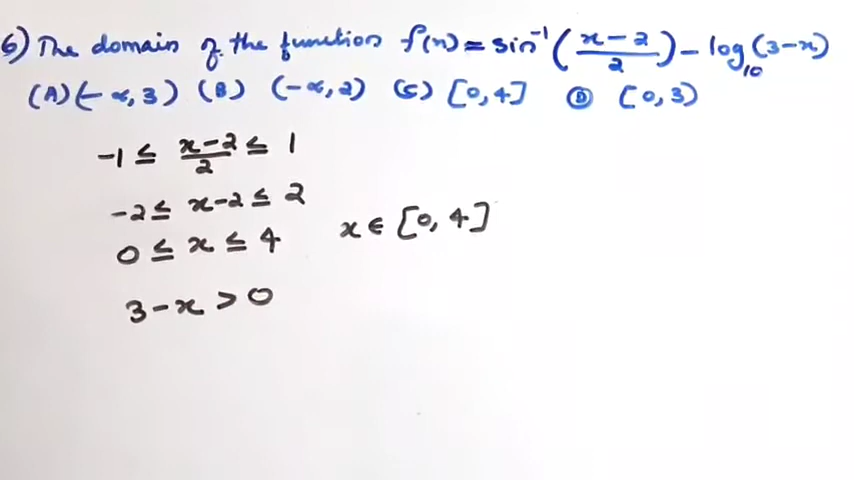 6) The domain of the function f(x) = sin⁻¹(x-2/2) - log₁₀(3-x)
(A) (-∞, 3) (B) (-∞, 2) (C) [0, 4] (D) [0, 3)
-1 ≤ x-2/2 ≤ 1
-2 ≤ x-2 ≤ 2
0 ≤ x ≤ 4 x ∈ [0, 4]
3-x > 0